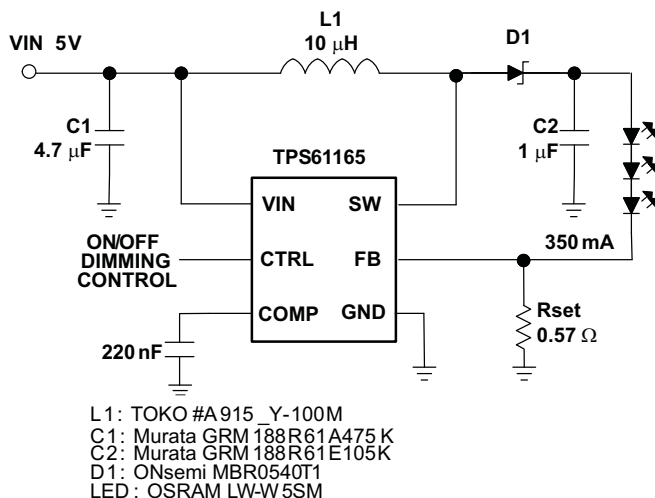 L1
10 μH
D1
VIN 5V
C1
4.7 μF
C2
1 μF
TPS61165
VIN
SW
ON/OFF
DIMMING
CONTROL
CTRL
FB
350 mA
COMP
GND
Rset
0.57 Ω
220 nF
L1: TOKO #A915_Y-100M
C1: Murata GRM188R61A475K
C2: Murata GRM188R61E105K
D1: ONsemi MBR0540T1
LED: OSRAM LW-W5SM